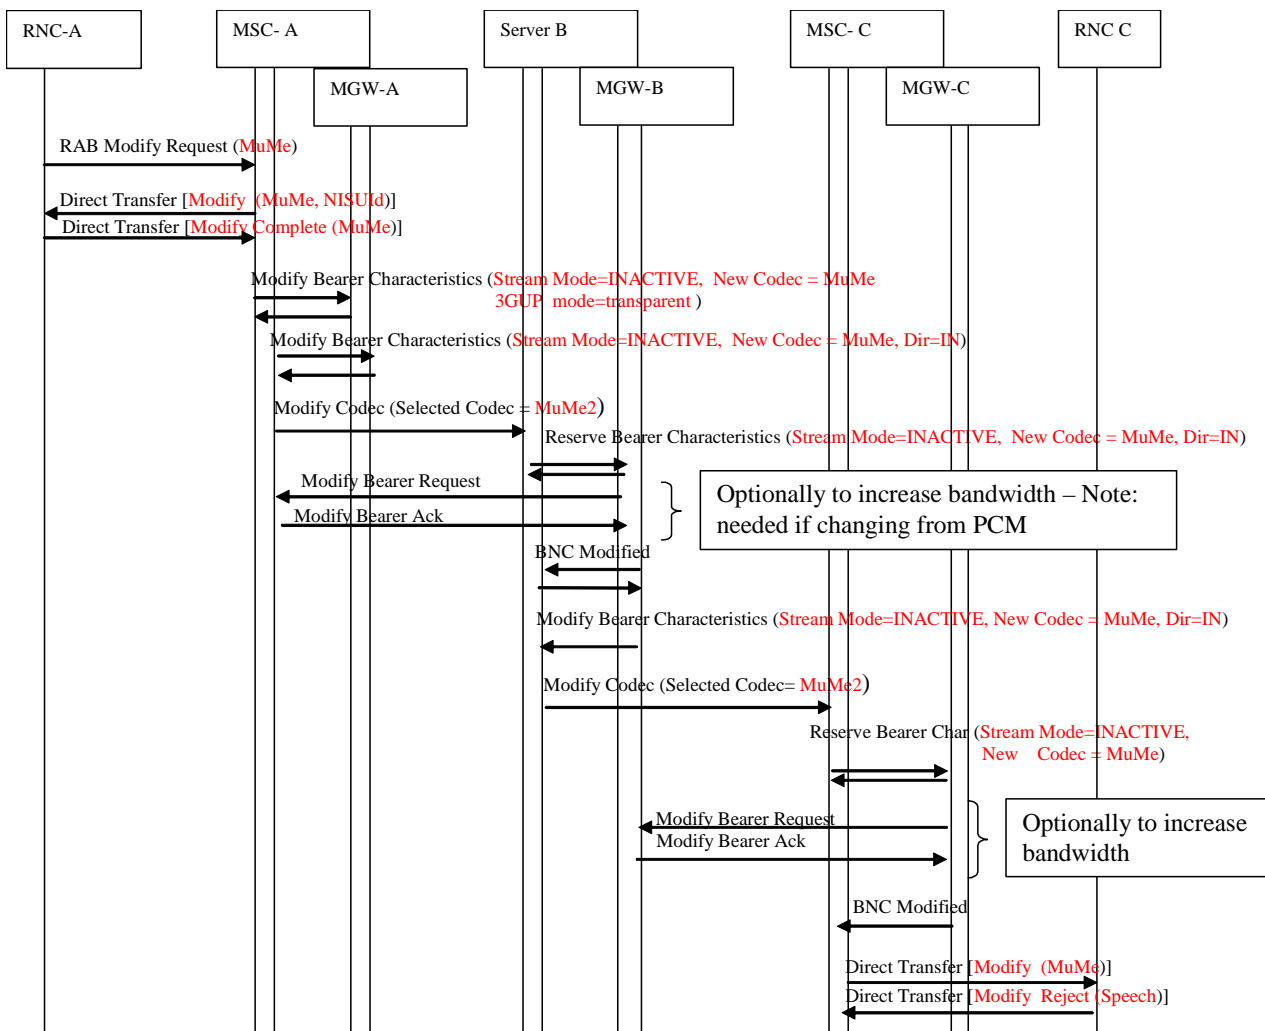 RNC-A
MSC- A
Server B
MSC- C
RNC C
MGW-A
MGW-B
MGW-C
RAB Modify Request (MuMe)
Direct Transfer [Modify (MuMe, NISUId)]
Direct Transfer [Modify Complete (MuMe)]
Modify Bearer Characteristics (Stream Mode=INACTIVE, New Codec = MuMe
3GUP mode=transparent )
Modify Bearer Characteristics (Stream Mode=INACTIVE, New Codec = MuMe, Dir=IN)
Modify Codec (Selected Codec = MuMe2)
Reserve Bearer Characteristics (Stream Mode=INACTIVE, New Codec = MuMe, Dir=IN)
Modify Bearer Request
Optionally to increase bandwidth – Note:
needed if changing from PCM
Modify Bearer Ack
BNC Modified
Modify Bearer Characteristics (Stream Mode=INACTIVE, New Codec = MuMe, Dir=IN)
Modify Codec (Selected Codec= MuMe2)
Reserve Bearer Char (Stream Mode=INACTIVE,
New Codec = MuMe)
Modify Bearer Request
Modify Bearer Ack
Optionally to increase
bandwidth
BNC Modified
Direct Transfer [Modify (MuMe)]
Direct Transfer [Modify Reject (Speech)]